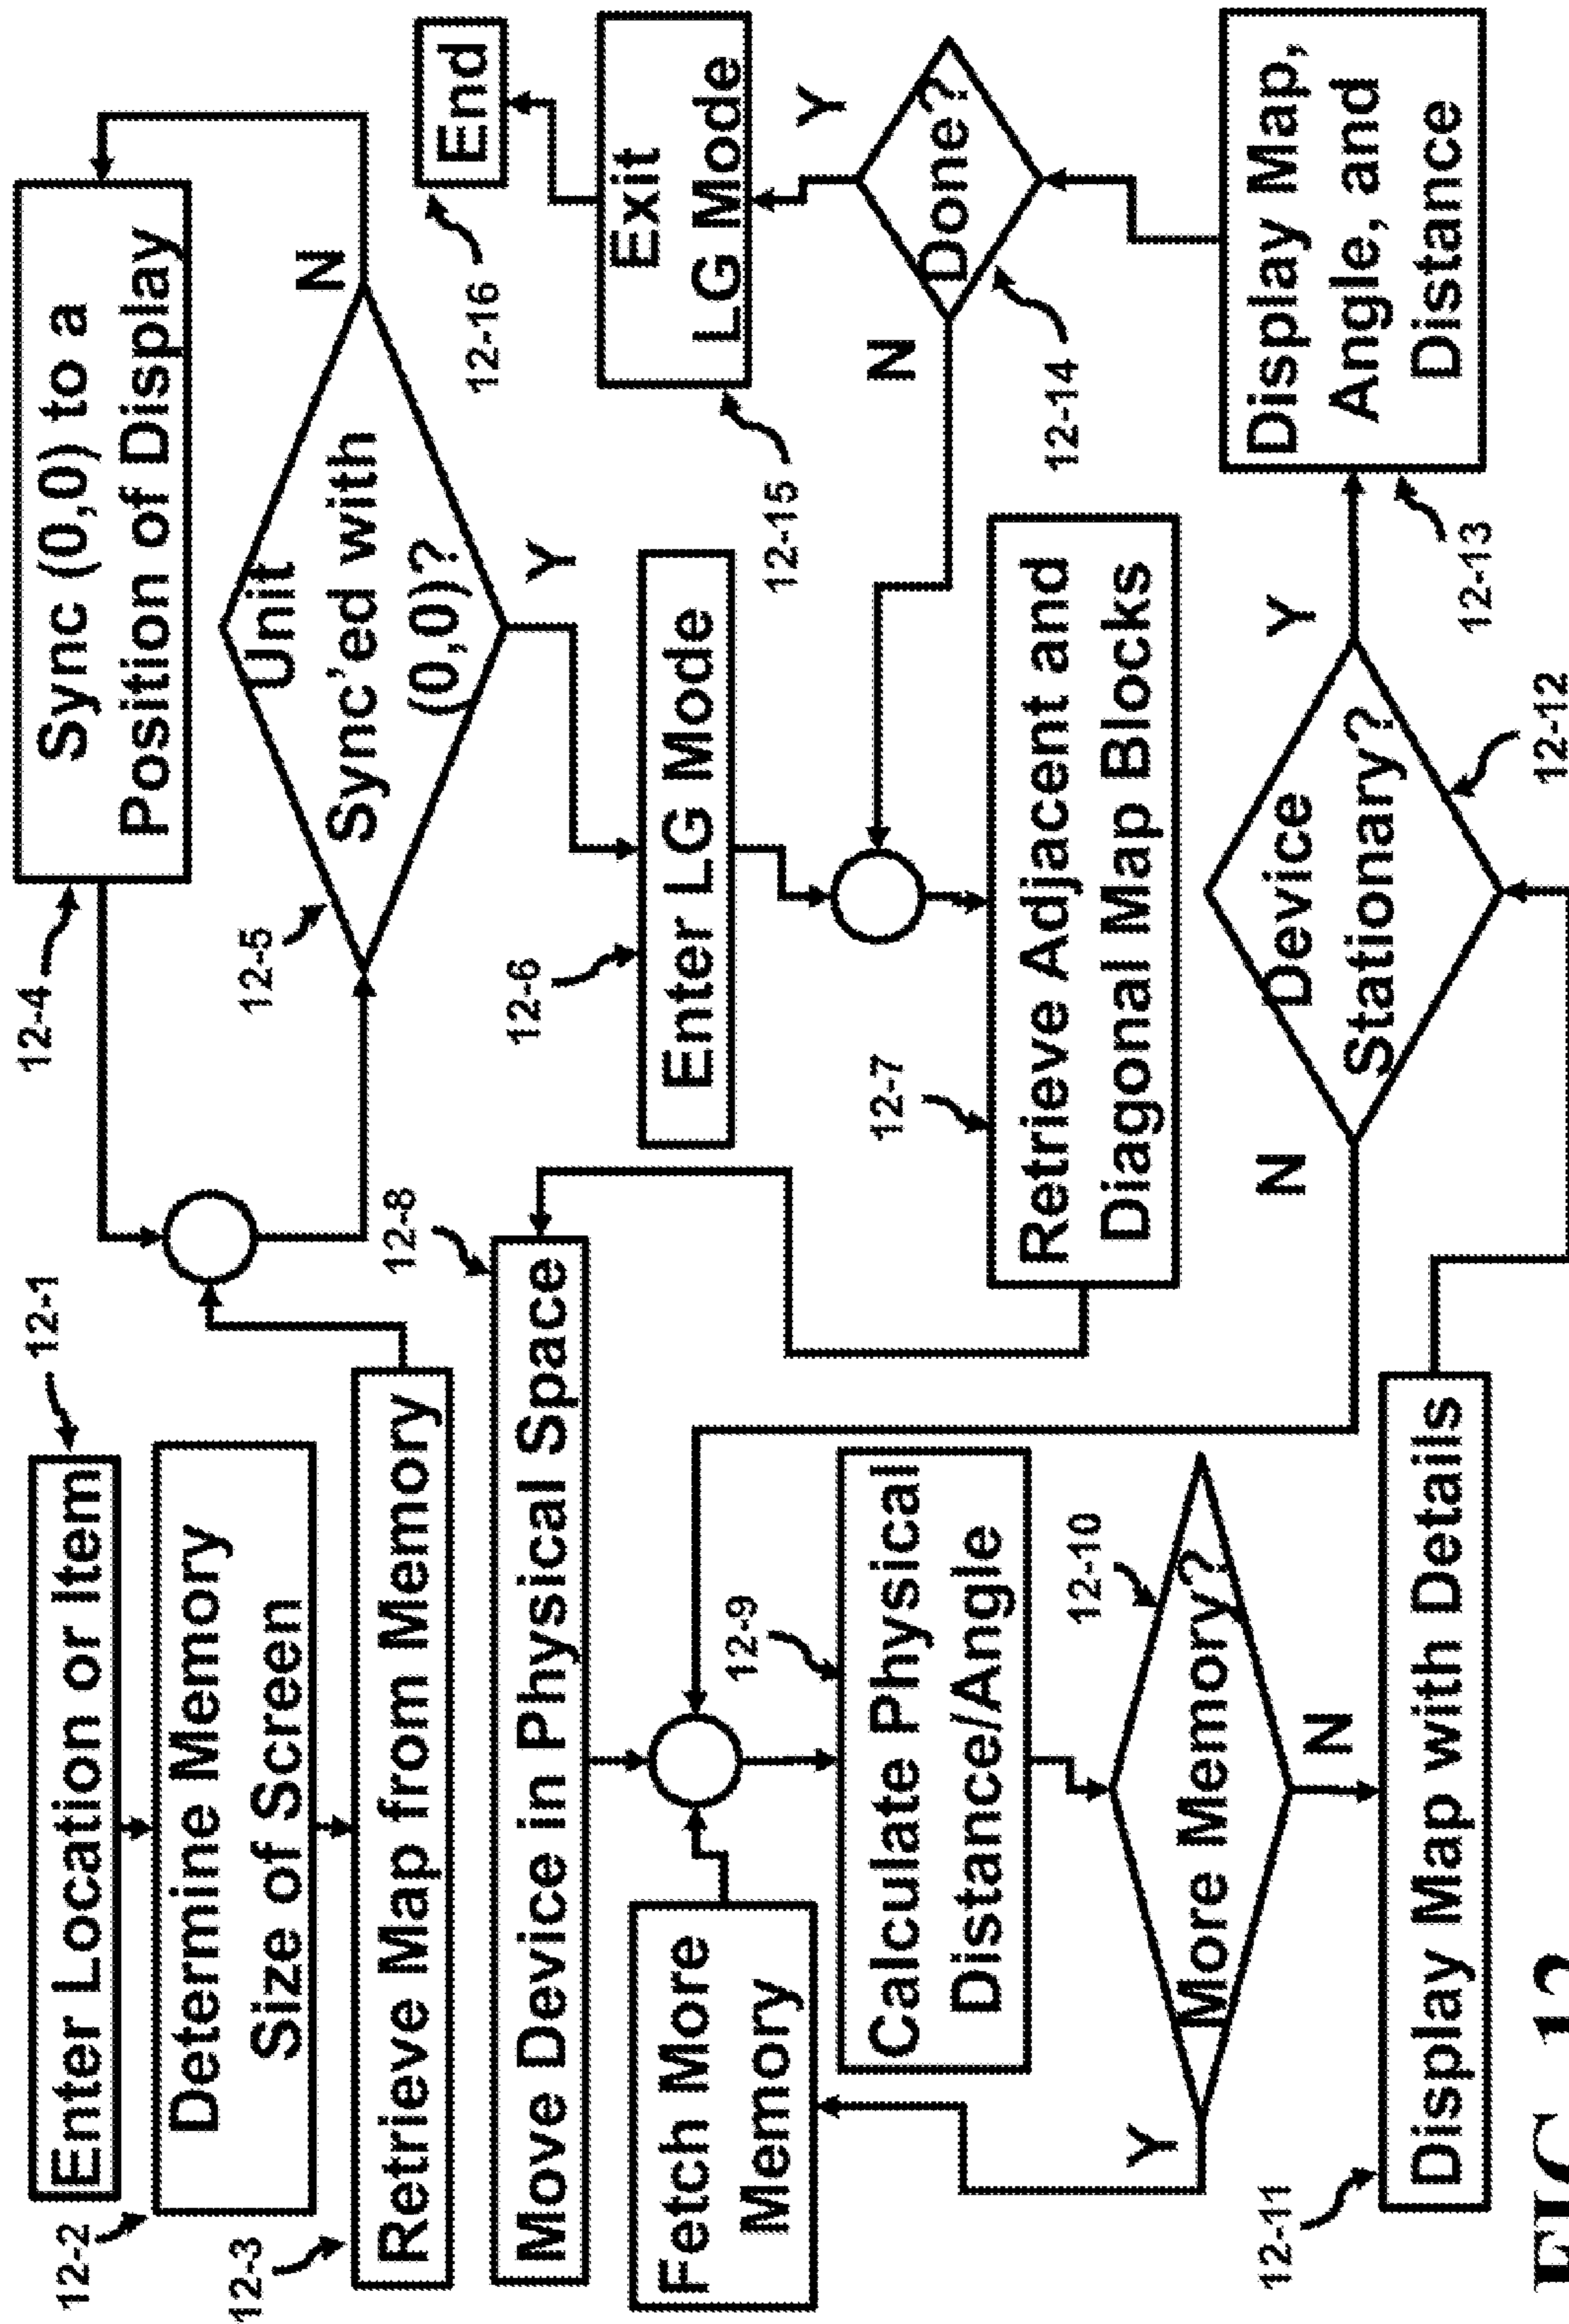 12-1
Enter Location or Item
12-2
Determine Memory
Size of Screen
12-3
Retrieve Map from Memory
12-4
Sync (0,0) to a
Position of Display
12-5
Unit
Sync'ed with
(0,0)?
N
Y
12-6
Enter LG Mode
12-7
Retrieve Adjacent and
Diagonal Map Blocks
12-8
Move Device in Physical Space
Fetch More
Memory
12-9
Calculate Physical
Distance/Angle
12-10
More Memory?
Y
N
12-11
Display Map with Details
Device
Stationary?
12-12
N
Y
12-13
Display Map,
Angle, and
Distance
12-14
Done?
N
Y
12-15
Exit
LG Mode
12-16
End
FIG. 12